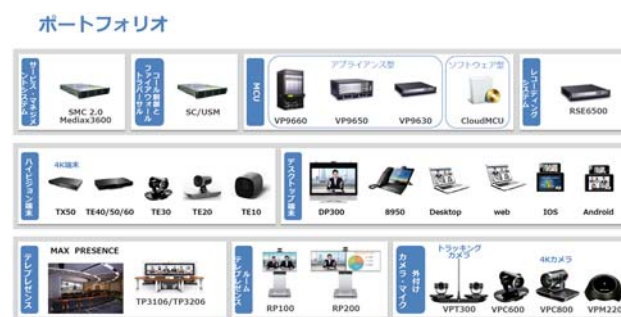 ポートフォリオ
サービス・マネジメントシステム
SMC 2.0
Mediax3600
コール制御とファイアウォールトラバーサル
SC/USM
MCU
アプライアンス型
VP9660
VP9650
VP9630
ソフトウェア型
CloudMCU
レコーディングシステム
RSE6500
ハイビジョン端末
4K端末
TX50
TE40/50/60
TE30
TE20
TE10
デスクトップ端末
DP300
8950
Desktop
web
IOS
Android
テレプレゼンス
MAX PRESENCE
TP3106/TP3206
ルームテレプレゼンス
RP100
RP200
外付けカメラ・マイク
トラッキング
カメラ
4Kカメラ
VPT300
VPC600
VPC800
VPM220